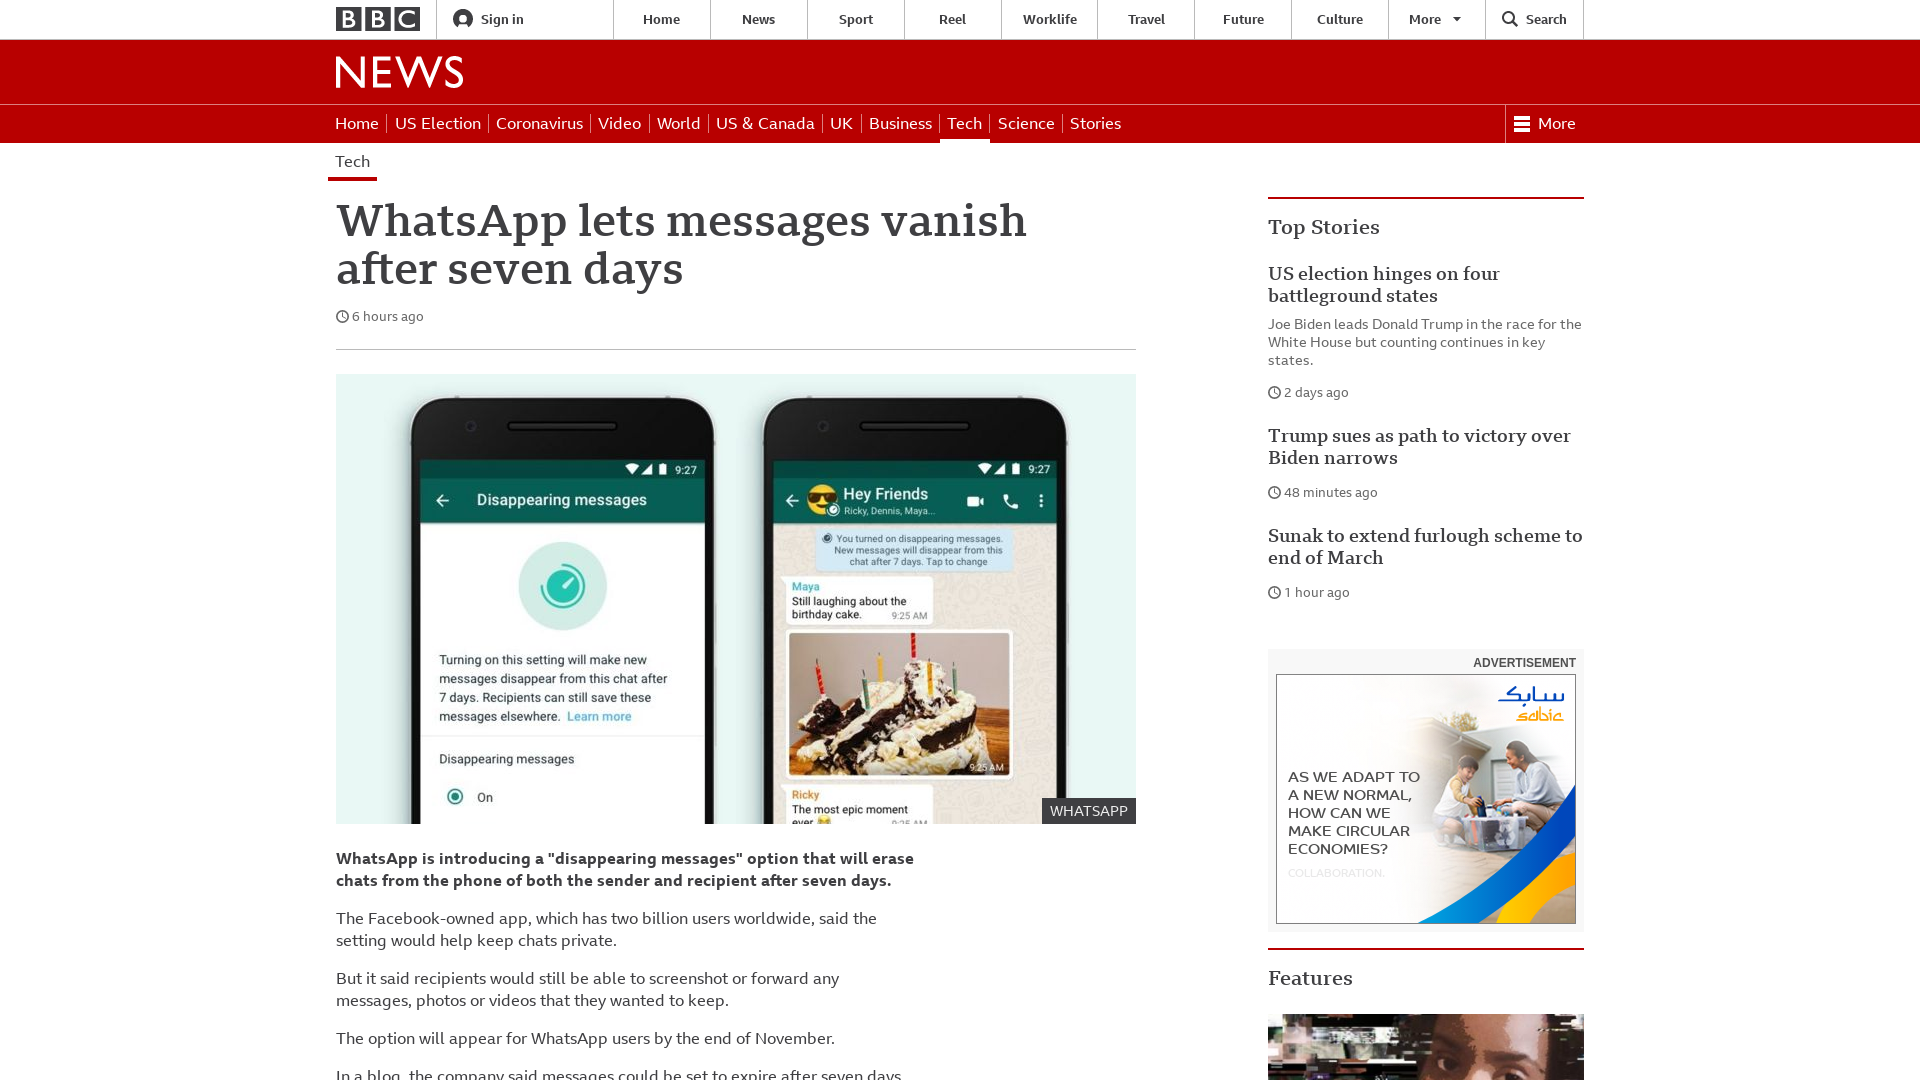 BBC
Sign in
Home
News
Sport
Reel
Worklife
Travel
Future
Culture
More
Search
NEWS
Home
US Election
Coronavirus
Video
World
US & Canada
UK
Business
Tech
Science
Stories
More
Tech
WhatsApp lets messages vanish
after seven days
6 hours ago
9:27
Disappearing messages
Turning on this setting will make new
messages disappear from this chat after
7 days. Recipients can still save these
messages elsewhere. Learn more
Disappearing messages
On
9:27
Hey Friends
Ricky, Dennis, Maya...
You turned on disappearing messages.
New messages will disappear from this
chat after 7 days. Tap to change
Maya
Still laughing about the
birthday cake.
9:25 AM
9:25 AM
Ricky
The most epic moment
ever
9:25 AM
WHATSAPP
WhatsApp is introducing a "disappearing messages" option that will erase
chats from the phone of both the sender and recipient after seven days.
The Facebook-owned app, which has two billion users worldwide, said the
setting would help keep chats private.
But it said recipients would still be able to screenshot or forward any
messages, photos or videos that they wanted to keep.
The option will appear for WhatsApp users by the end of November.
In a blog, the company said messages could be set to expire after seven days
Top Stories
US election hinges on four
battleground states
Joe Biden leads Donald Trump in the race for the
White House but counting continues in key
states.
2 days ago
Trump sues as path to victory over
Biden narrows
48 minutes ago
Sunak to extend furlough scheme to
end of March
1 hour ago
ADVERTISEMENT
سابك
sabic
AS WE ADAPT TO
A NEW NORMAL,
HOW CAN WE
MAKE CIRCULAR
ECONOMIES?
COLLABORATION.
Features